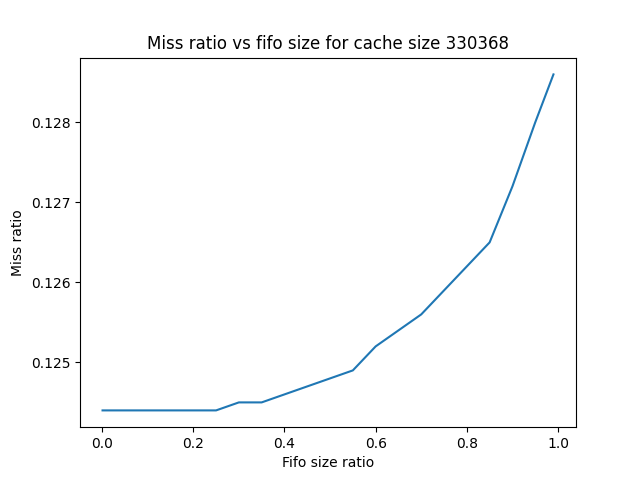 Miss ratio vs fifo size for cache size 330368
0.128
0.127
0.126
0.125
Miss ratio
0.0 0.2 0.4 0.6 0.8 1.0
Fifo size ratio